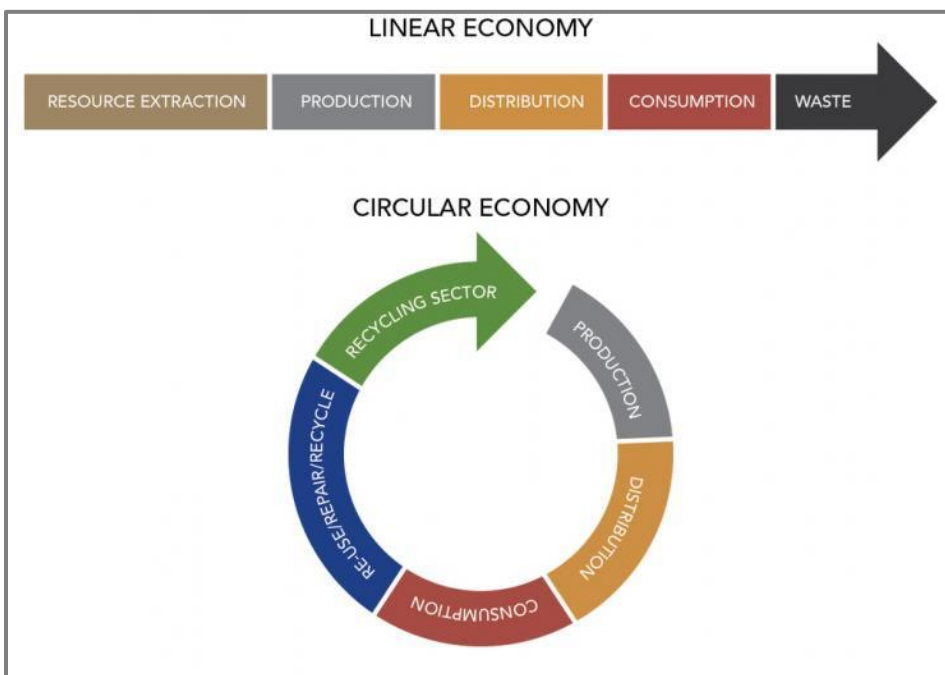 LINEAR ECONOMY
RESOURCE EXTRACTION
PRODUCTION
DISTRIBUTION
CONSUMPTION
WASTE
CIRCULAR ECONOMY
RECYCLING SECTOR
PRODUCTION
DISTRIBUTION
CONSUMPTION
RE-USE/REPAIR/RECYCLE